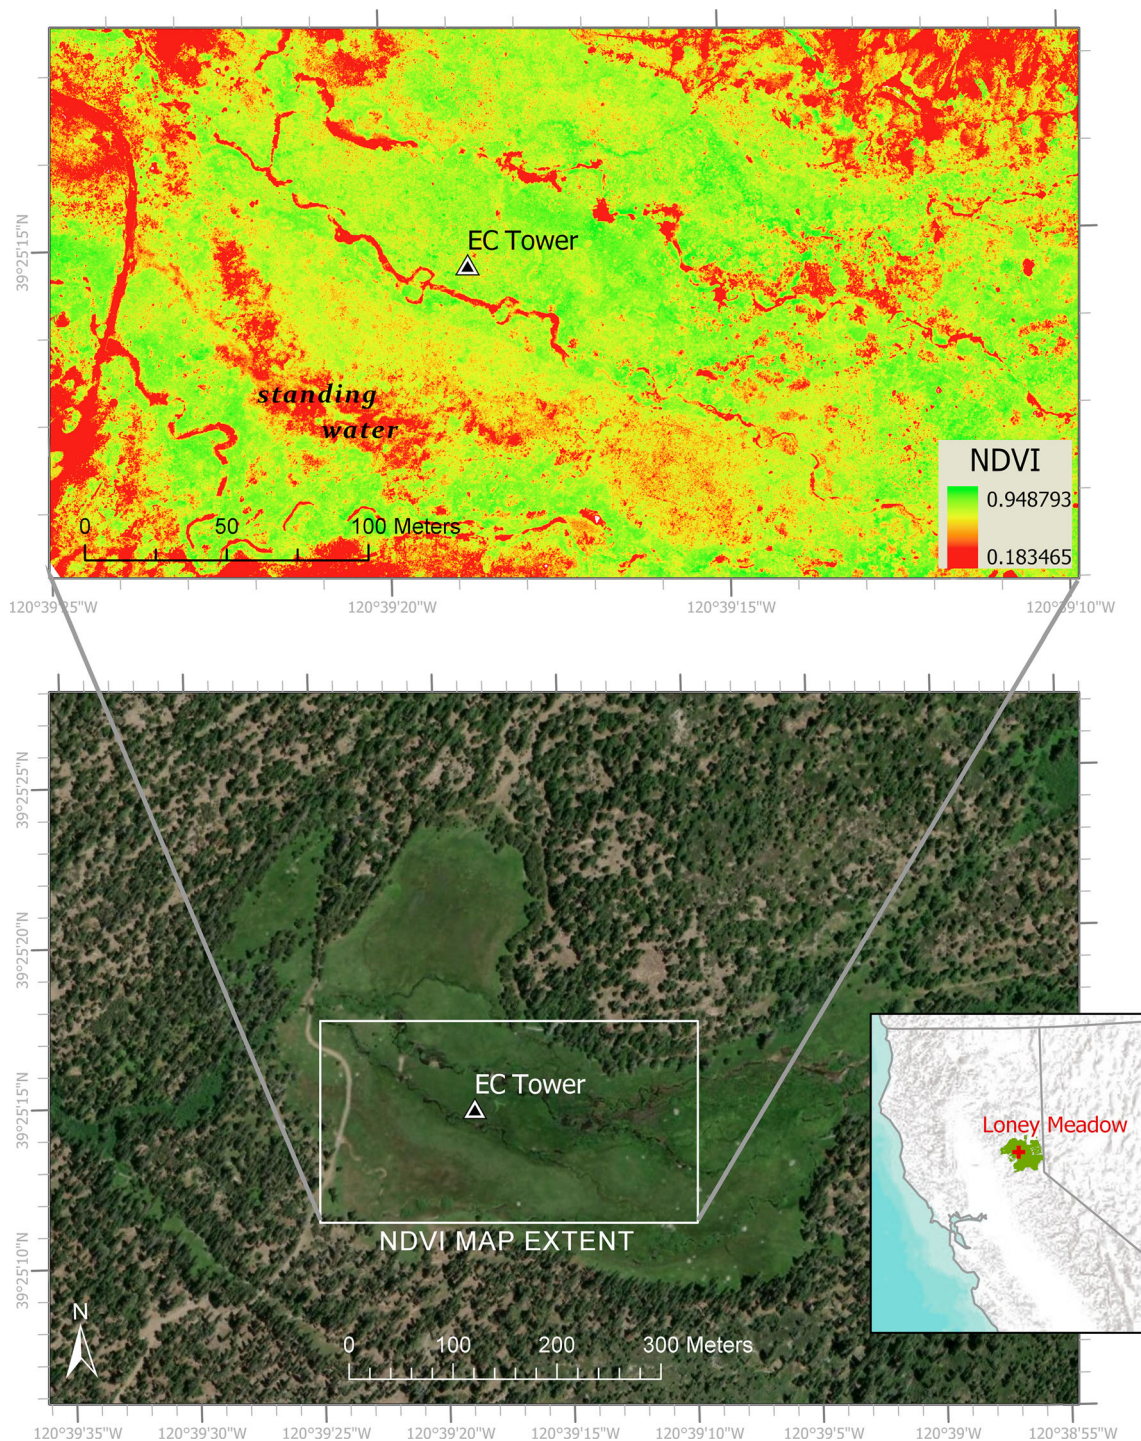 39°25'15"N
EC Tower
standing
water
NDVI
0.948793
0.183465
0 50 100 Meters
120°39'25"W 120°39'20"W 120°39'15"W 120°39'10"W
39°25'25"N
39°25'20"N
39°25'15"N
39°25'10"N
EC Tower
NDVI MAP EXTENT
Loney Meadow
N
0 100 200 300 Meters
120°39'35"W 120°39'30"W 120°39'25"W 120°39'20"W 120°39'15"W 120°39'10"W 120°39'5"W 120°39'W 120°38'55"W